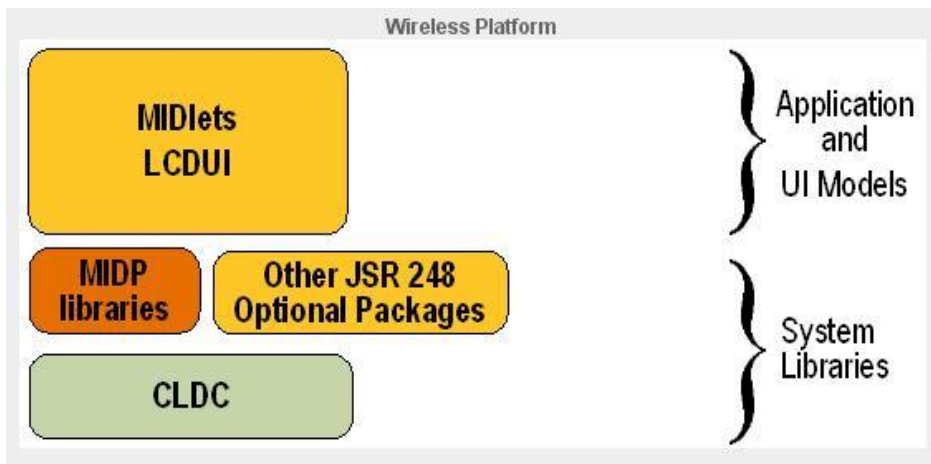 Wireless Platform
MIDlets
LCDUI
Application
and
UI Models
MIDP
libraries
Other JSR 248
Optional Packages
System
Libraries
CLDC